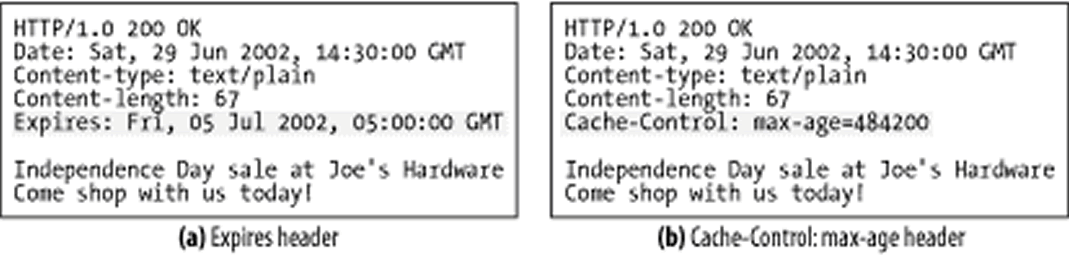 HTTP/1.0 200 OK
Date: Sat, 29 Jun 2002, 14:30:00 GMT
Content-type: text/plain
Content-length: 67
Expires: Fri, 05 Jul 2002, 05:00:00 GMT
Independence Day sale at Joe's Hardware
Come shop with us today!
(a) Expires header
HTTP/1.0 200 OK
Date: Sat, 29 Jun 2002, 14:30:00 GMT
Content-type: text/plain
Content-length: 67
Cache-Control: max-age=484200
Independence Day sale at Joe's Hardware
Come shop with us today!
(b) Cache-Control: max-age header